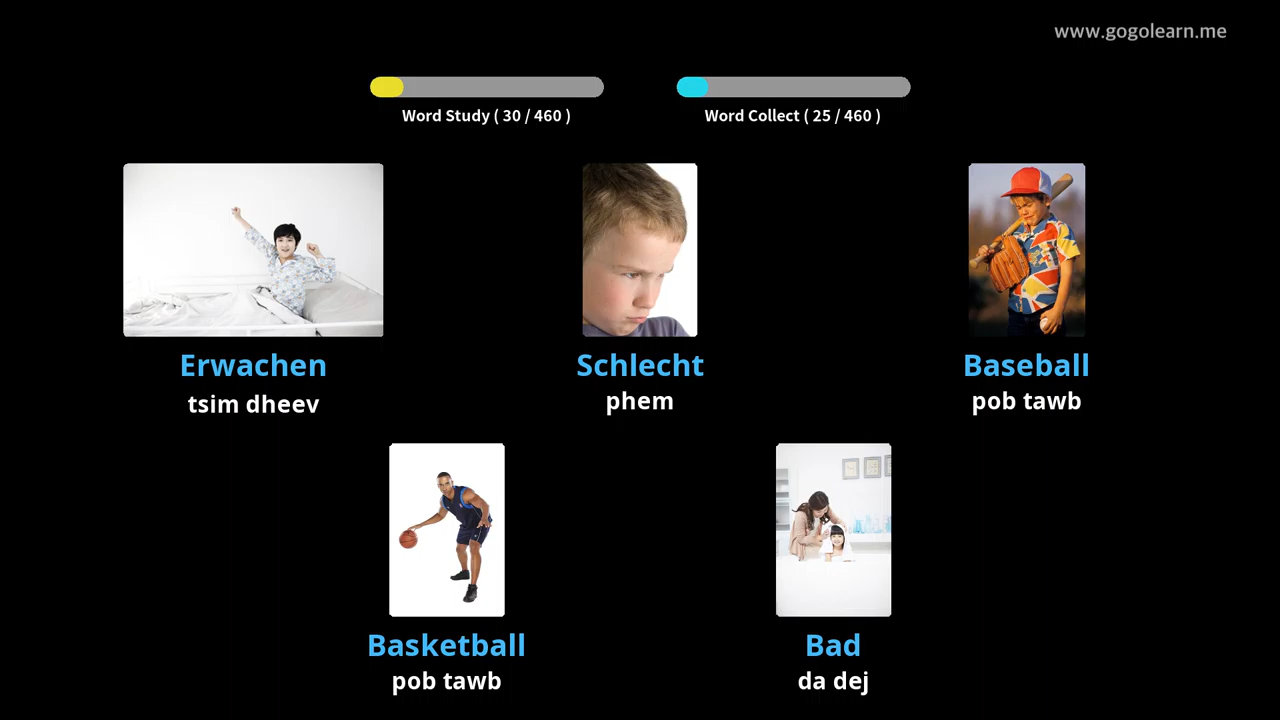 www.gogolearn.me
Word Study ( 30 / 460 )
Word Collect ( 25 / 460 )
Erwachen
tsim dheev
Schlecht
phem
Baseball
pob tawb
Basketball
pob tawb
Bad
da dej